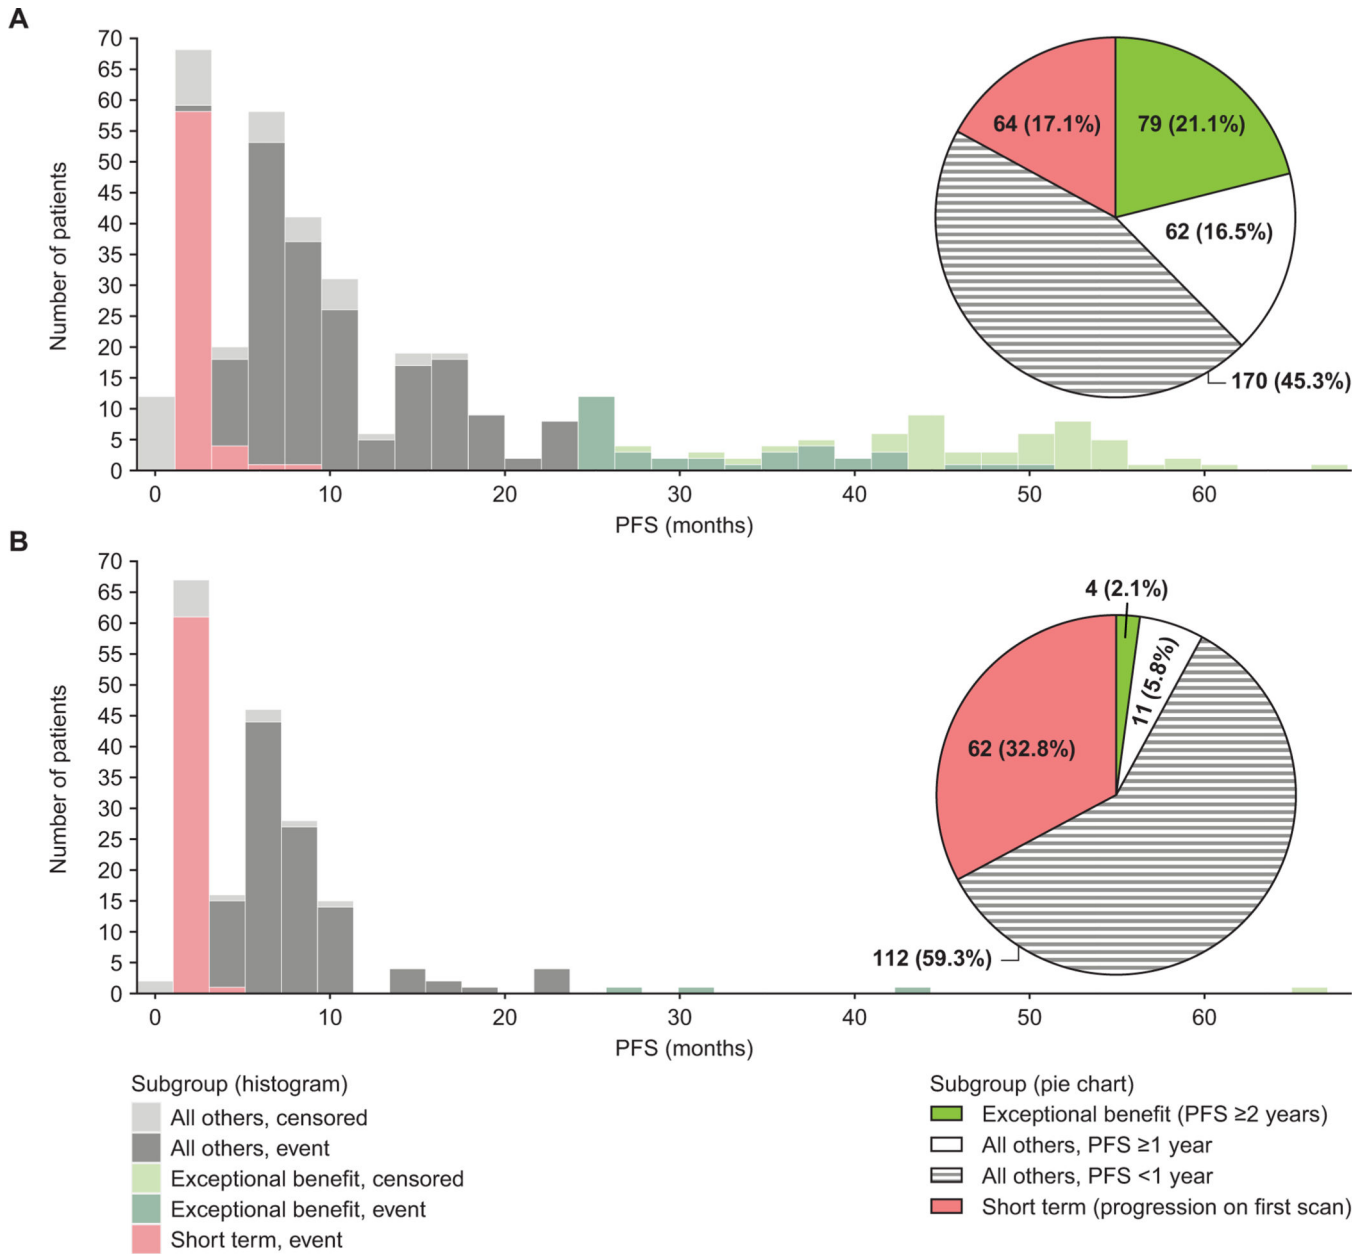 A
70
65
60
55
50
45
40
35
30
25
20
15
10
5
0
Number of patients
0 10 20 30 40 50 60
PFS (months)
64 (17.1%)
79 (21.1%)
62 (16.5%)
170 (45.3%)
B
70
65
60
55
50
45
40
35
30
25
20
15
10
5
0
Number of patients
0 10 20 30 40 50 60
PFS (months)
4 (2.1%)
11 (5.8%)
62 (32.8%)
112 (59.3%)
Subgroup (histogram)
All others, censored
All others, event
Exceptional benefit, censored
Exceptional benefit, event
Short term, event
Subgroup (pie chart)
Exceptional benefit (PFS ≥2 years)
All others, PFS ≥1 year
All others, PFS <1 year
Short term (progression on first scan)